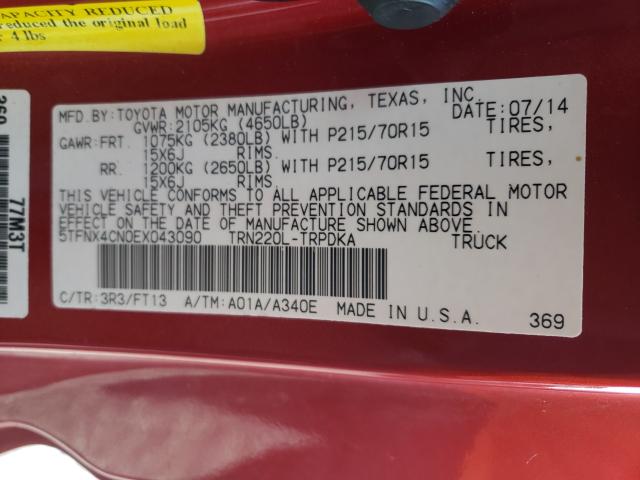 APACITY REDUCED
reduced the original load
4 lbs
MFD.BY:TOYOTA MOTOR MANUFACTURING, TEXAS, INC.
GVWR:2105KG (4650LB) DATE:07/14
GAWR:FRT. 1075KG (2380LB) WITH P215/70R15 TIRES,
15X6J RIMS
RR. 1200KG (2650LB) WITH P215/70R15 TIRES,
15X6J RIMS
THIS VEHICLE CONFORMS TO ALL APPLICABLE FEDERAL MOTOR
VEHICLE SAFETY AND THEFT PREVENTION STANDARDS IN
EFFECT ON THE DATE OF MANUFACTURE SHOWN ABOVE.
5TFNX4CN0EX043090 TRN220L-TRPDKA TRUCK
C/TR:3R3/FT13 A/TM:A01A/A340E MADE IN U.S.A.
369
77M3T